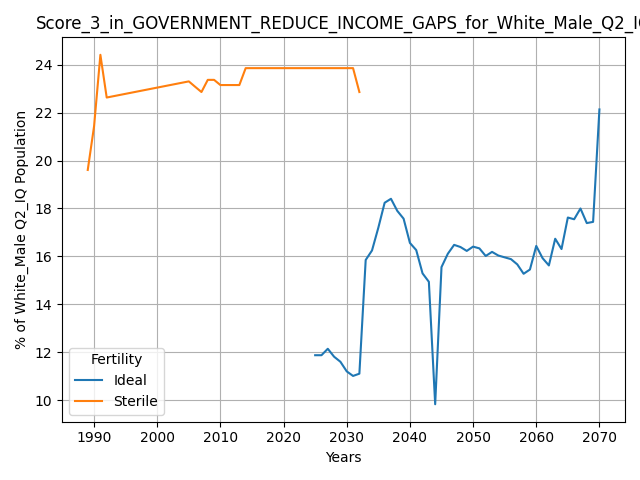 Score_3_in_GOVERNMENT_REDUCE_INCOME_GAPS_for_White_Male_Q2_IQ
% of White_Male Q2_IQ Population
24
22
20
18
16
14
12
10
Fertility
Ideal
Sterile
1990 2000 2010 2020 2030 2040 2050 2060 2070
Years